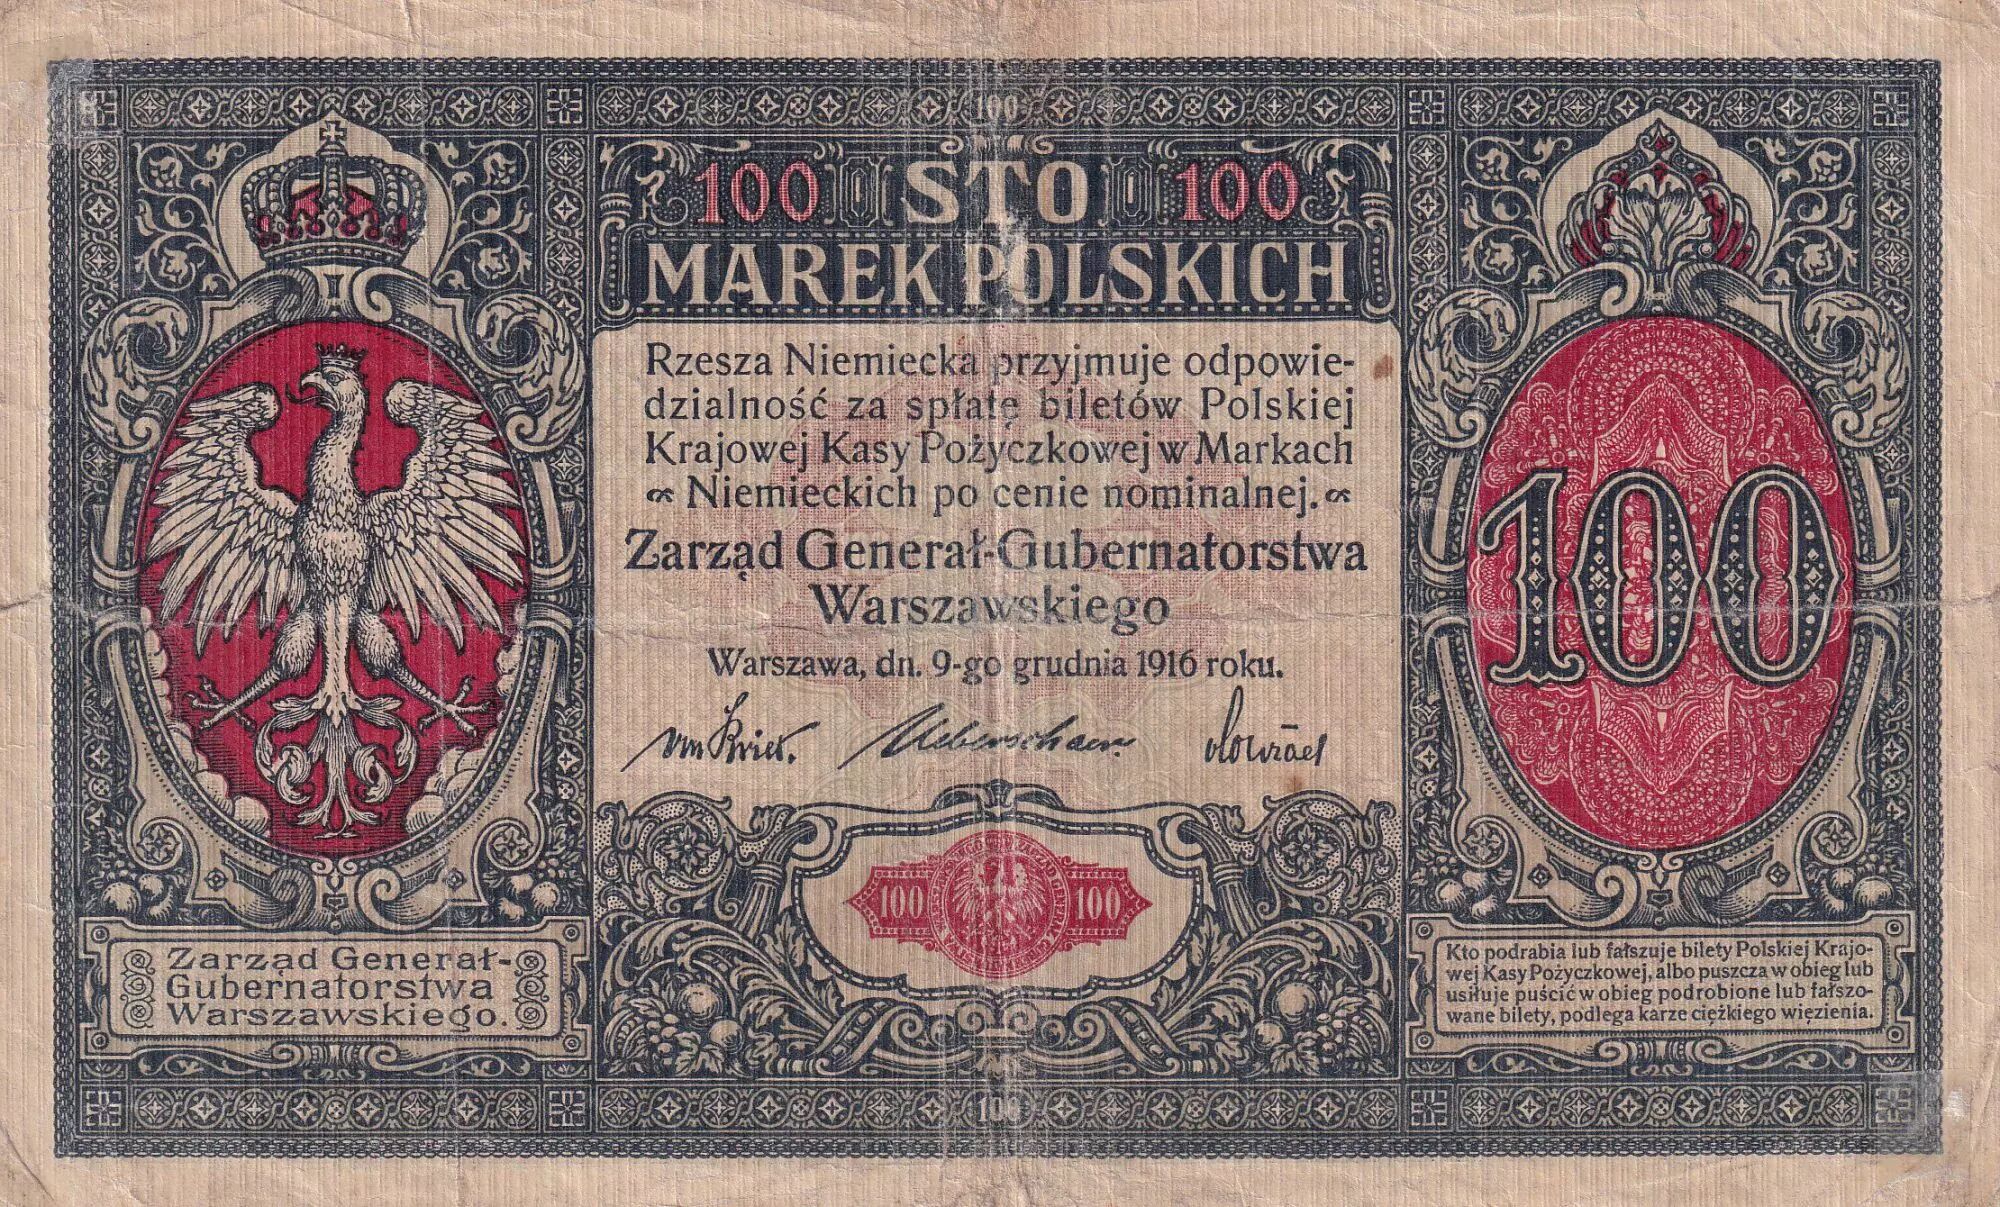 100
100 STO 100
MAREK POLSKICH
Rzesza Niemiecka przyjmuje odpowie-
dzialność za spłatę biletów Polskiej
Krajowej Kasy Pożyczkowej w Markach
Niemieckich po cenie nominalnej.
Zarząd Generał-Gubernatorstwa
Warszawskiego
Warszawa, dn. 9-go grudnia 1916 roku.
100
100 100
Zarząd Generał-
Gubernatorstwa
Warszawskiego.
Kto podrabia lub fałszuje bilety Polskiej Krajo-
wej Kasy Pożyczkowej, albo puszcza w obieg lub
usiłuje puścić w obieg podrobione lub fałszo-
wane bilety, podlega karze ciężkiego więzienia.
100